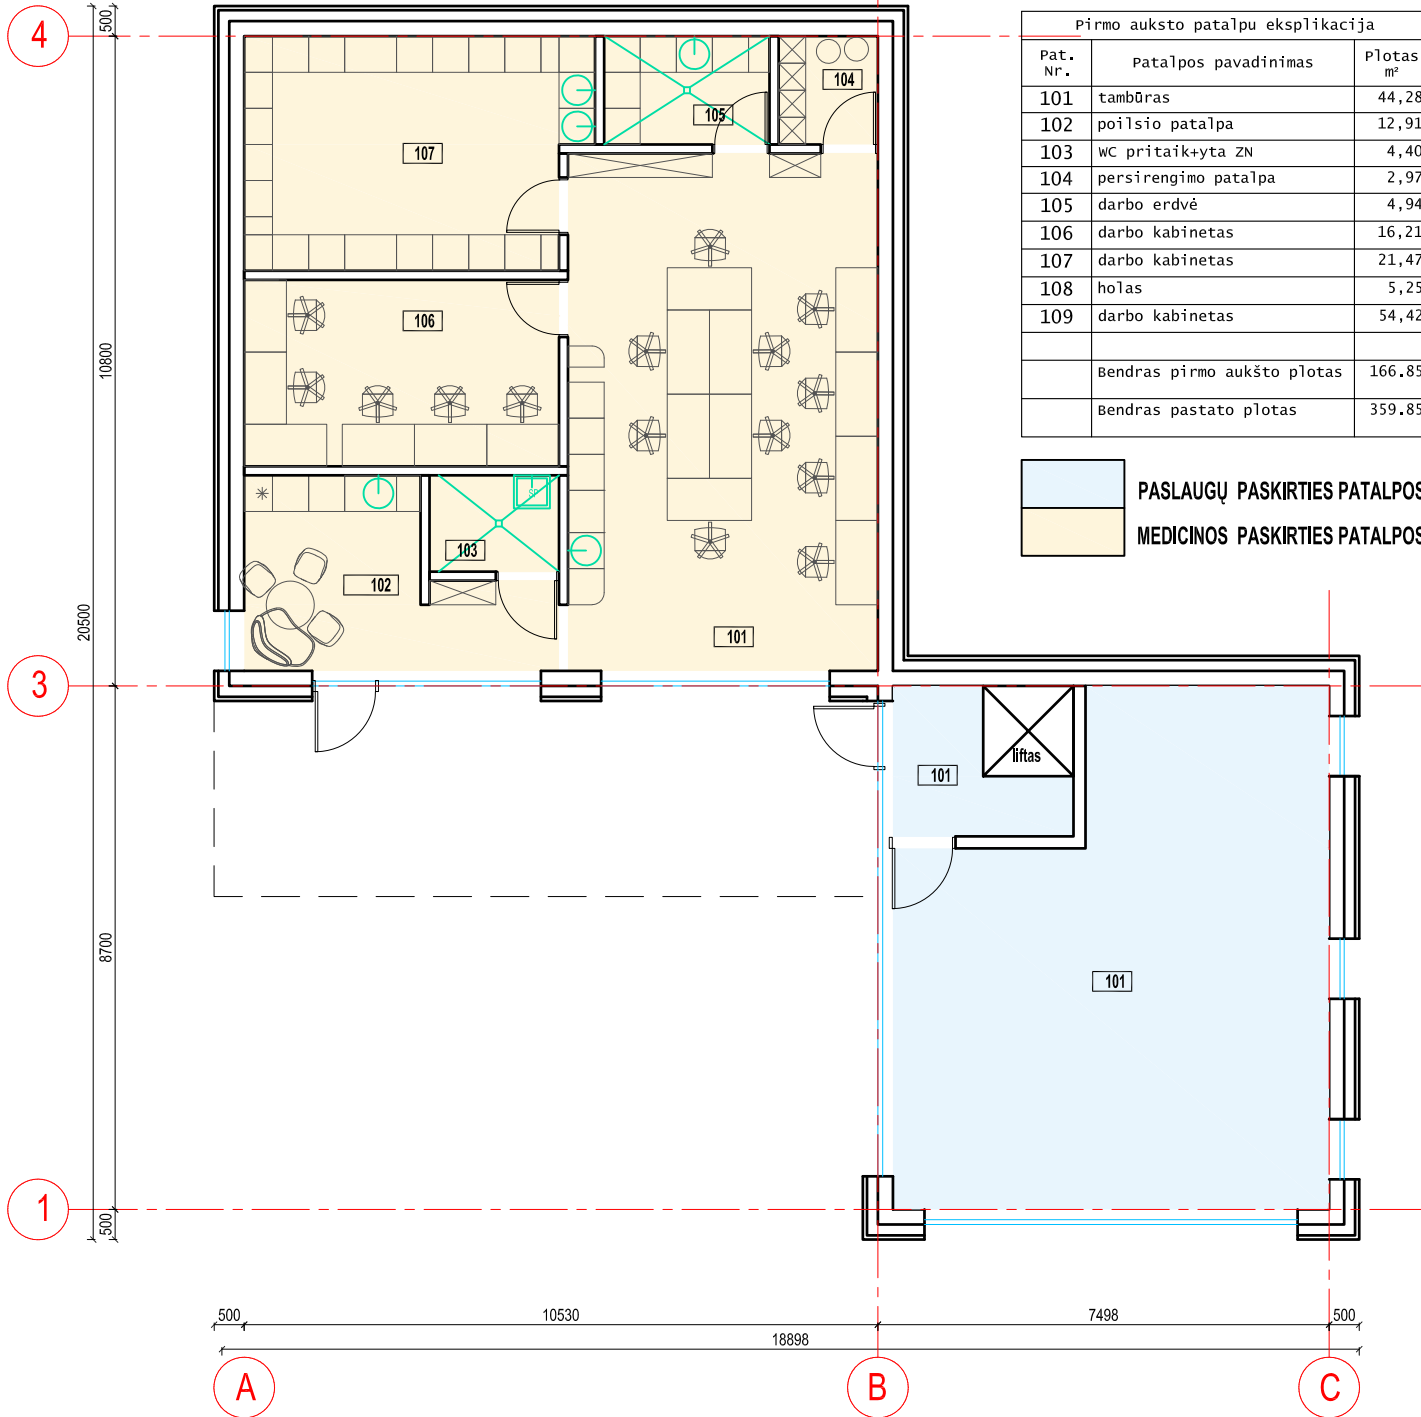 Pirmo auksto patalpu eksplikacija
Pat. Nr. Patalpos pavadinimas Plotas m²
101 tambūras 44,28
102 poilsio patalpa 12,91
103 WC pritaik+yta ZN 4,40
104 persirengimo patalpa 2,97
105 darbo erdvė 4,94
106 darbo kabinetas 16,21
107 darbo kabinetas 21,47
108 holas 5,25
109 darbo kabinetas 54,42
Bendras pirmo aukšto plotas 166.85
Bendras pastato plotas 359.85
PASLAUGŲ PASKIRTIES PATALPOS
MEDICINOS PASKIRTIES PATALPOS
4
500
104
105
107
106
10800
103
102
101
20500
3
liftas
101
8700
101
1
500
500 10530 7498 500
18898
A B C